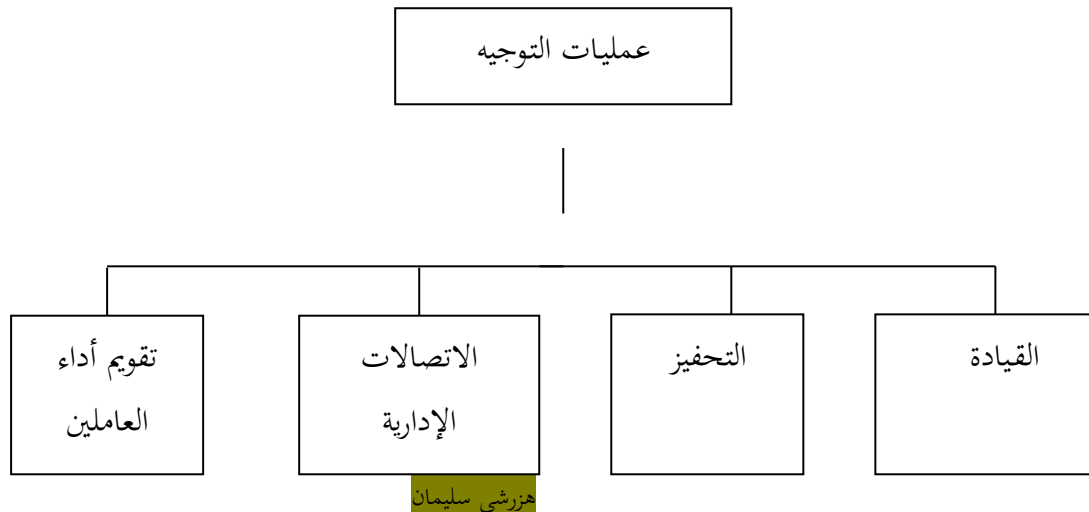 عمليات التوجيه
القيادة
التحفيز
الاتصالات
الإدارية
تقويم أداء
العاملين
هزرشي سليمان